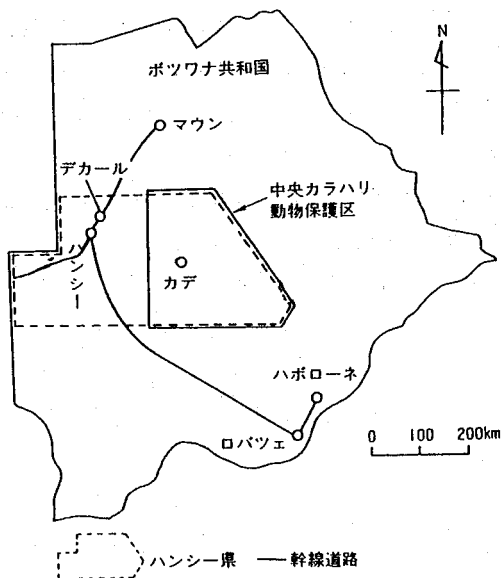 ボツワナ共和国
N
マウン
デカール
中央カラハリ
動物保護区
ハンシー
カデ
ハボローネ
ロバツェ
0 100 200km
ハンシー県 幹線道路